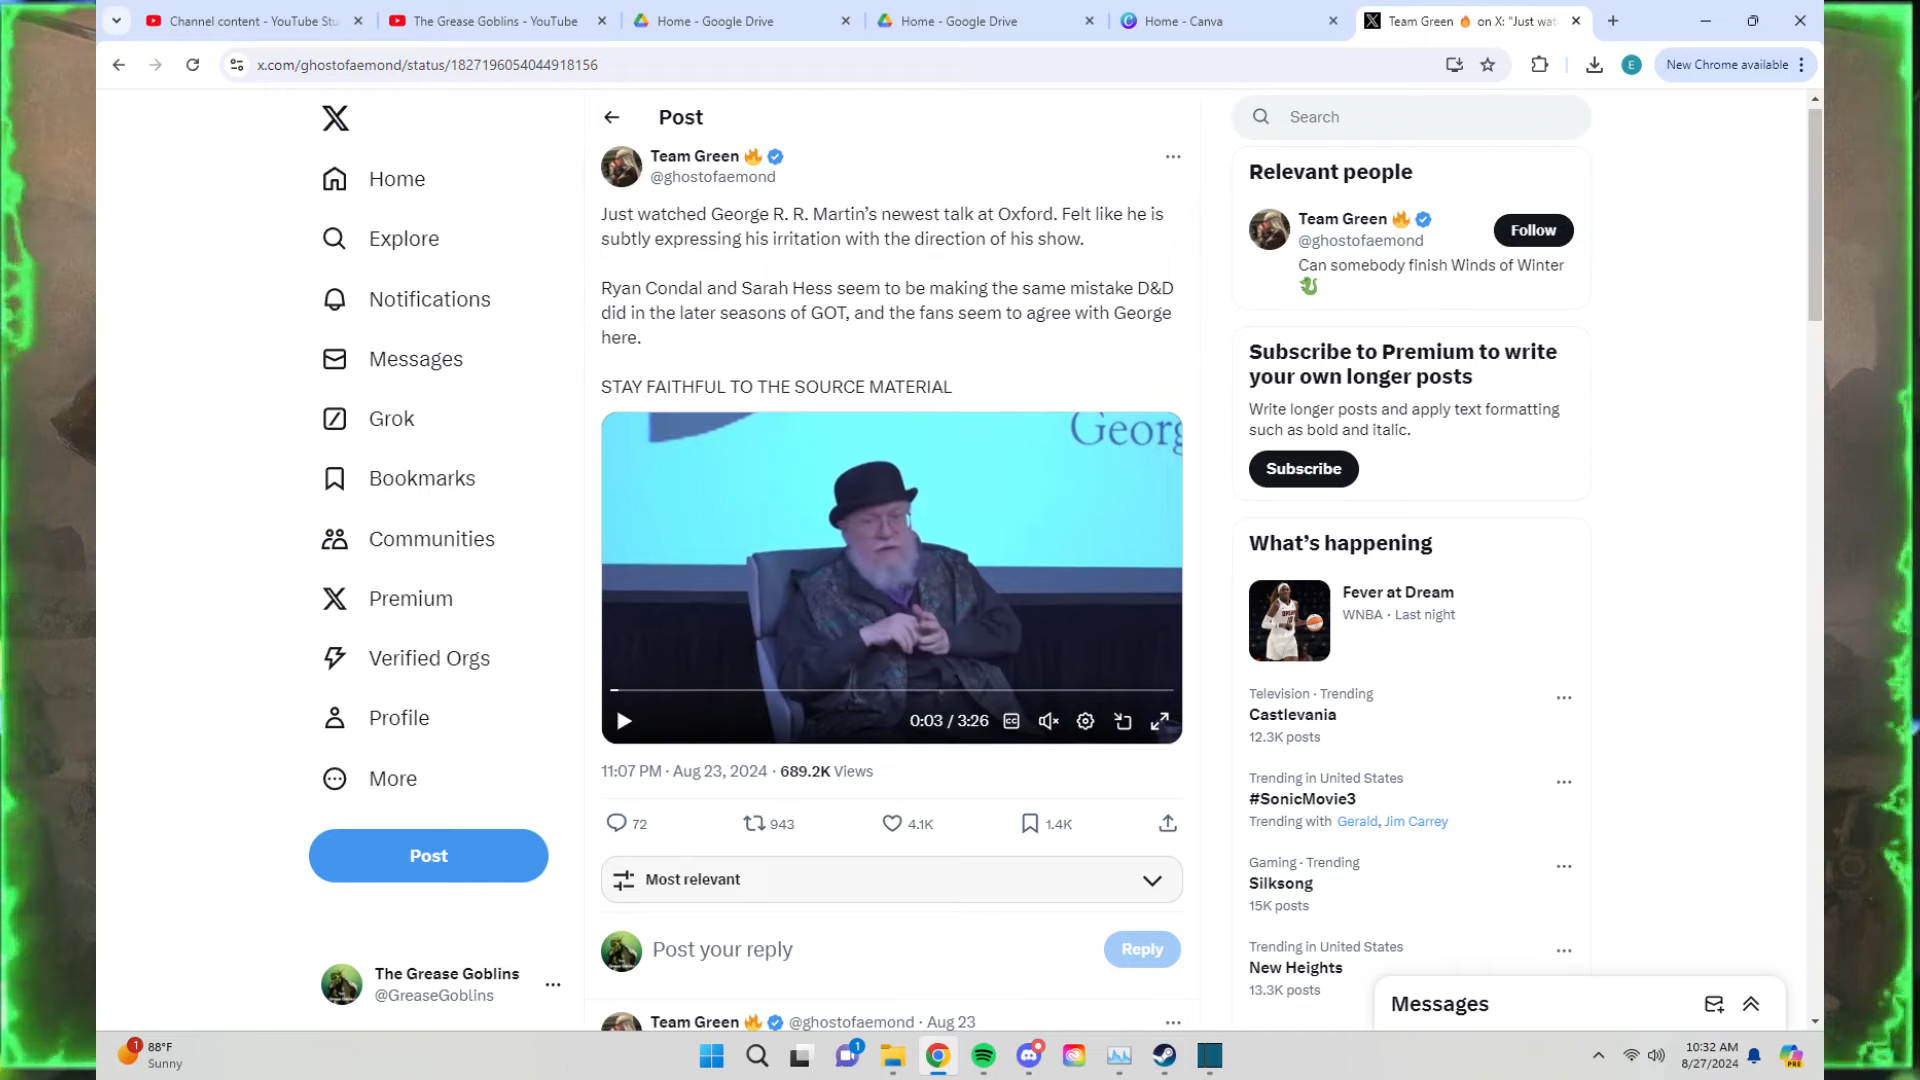 Channel content - YouTube Stu
The Grease Goblins - YouTube
Home - Google Drive
Home - Google Drive
Home - Canva
Team Green 🔥 on X: "Just wat
x.com/ghostofaemond/status/1827196054044918156
E
New Chrome available
Home
Explore
Notifications
Messages
Grok
Bookmarks
Communities
Premium
Verified Orgs
Profile
More
Post
The Grease Goblins
@GreaseGoblins
Post
Team Green 🔥
@ghostofaemond
Just watched George R. R. Martin’s newest talk at Oxford. Felt like he is
subtly expressing his irritation with the direction of his show.
Ryan Condal and Sarah Hess seem to be making the same mistake D&D
did in the later seasons of GOT, and the fans seem to agree with George
here.
STAY FAITHFUL TO THE SOURCE MATERIAL
Georg
0:03 / 3:26
CC
11:07 PM · Aug 23, 2024 · 689.2K Views
72
943
4.1K
1.4K
Most relevant
Post your reply
Reply
Team Green 🔥 @ghostofaemond · Aug 23
Search
Relevant people
Team Green 🔥
@ghostofaemond
Follow
Can somebody finish Winds of Winter
🐉
Subscribe to Premium to write
your own longer posts
Write longer posts and apply text formatting
such as bold and italic.
Subscribe
What’s happening
Fever at Dream
WNBA · Last night
Television · Trending
Castlevania
12.3K posts
Trending in United States
#SonicMovie3
Trending with Gerald, Jim Carrey
Gaming · Trending
Silksong
15K posts
Trending in United States
New Heights
13.3K posts
Messages
1
88°F
Sunny
1
10:32 AM
8/27/2024
PRE